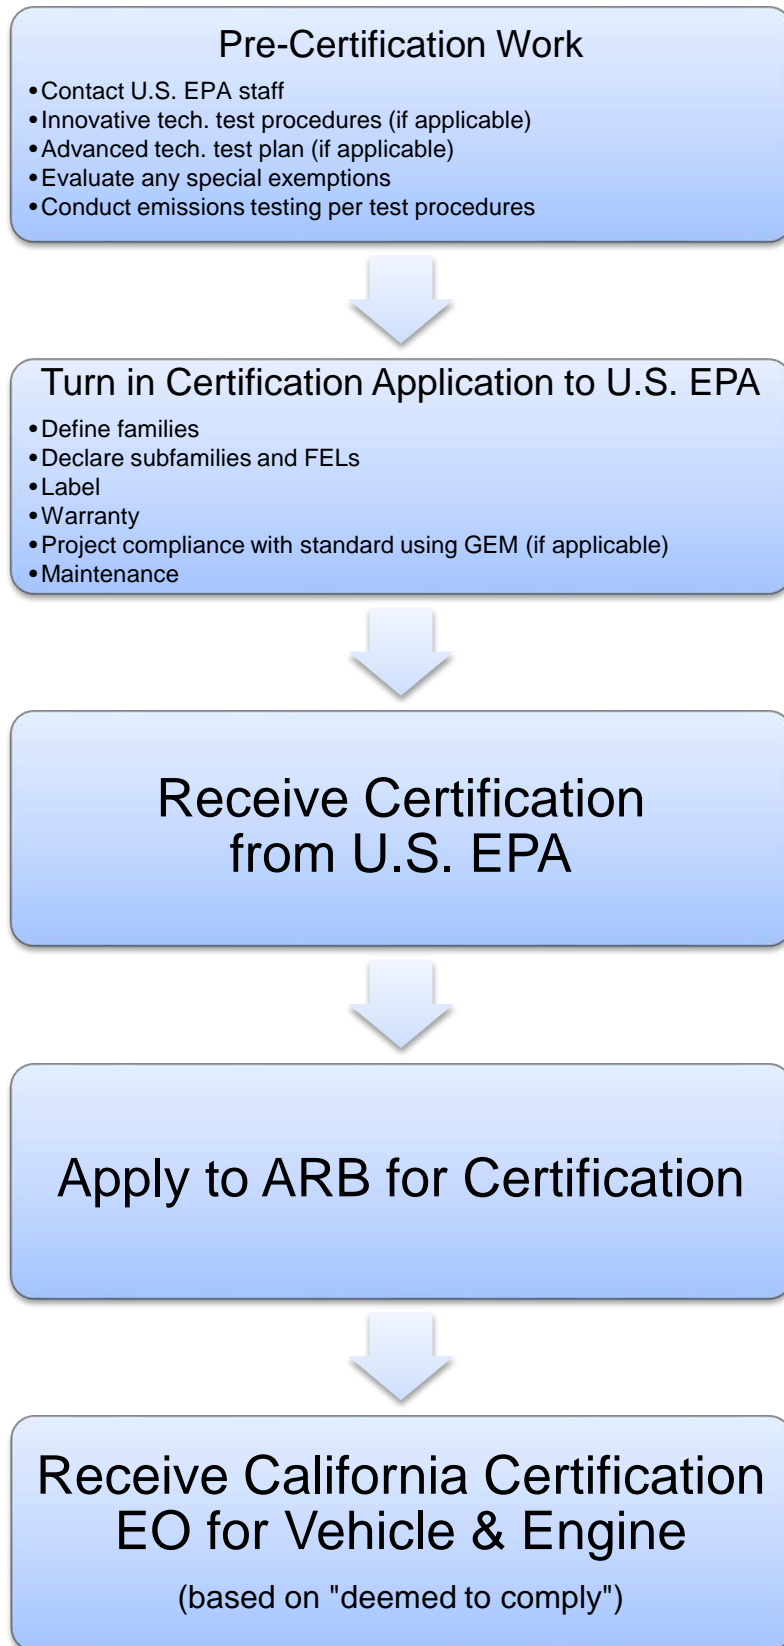 Pre-Certification Work
•Contact U.S. EPA staff
•Innovative tech. test procedures (if applicable)
•Advanced tech. test plan (if applicable)
•Evaluate any special exemptions
•Conduct emissions testing per test procedures
Turn in Certification Application to U.S. EPA
•Define families
•Declare subfamilies and FELs
•Label
•Warranty
•Project compliance with standard using GEM (if applicable)
•Maintenance
Receive Certification
from U.S. EPA
Apply to ARB for Certification
Receive California Certification
EO for Vehicle & Engine
(based on "deemed to comply")